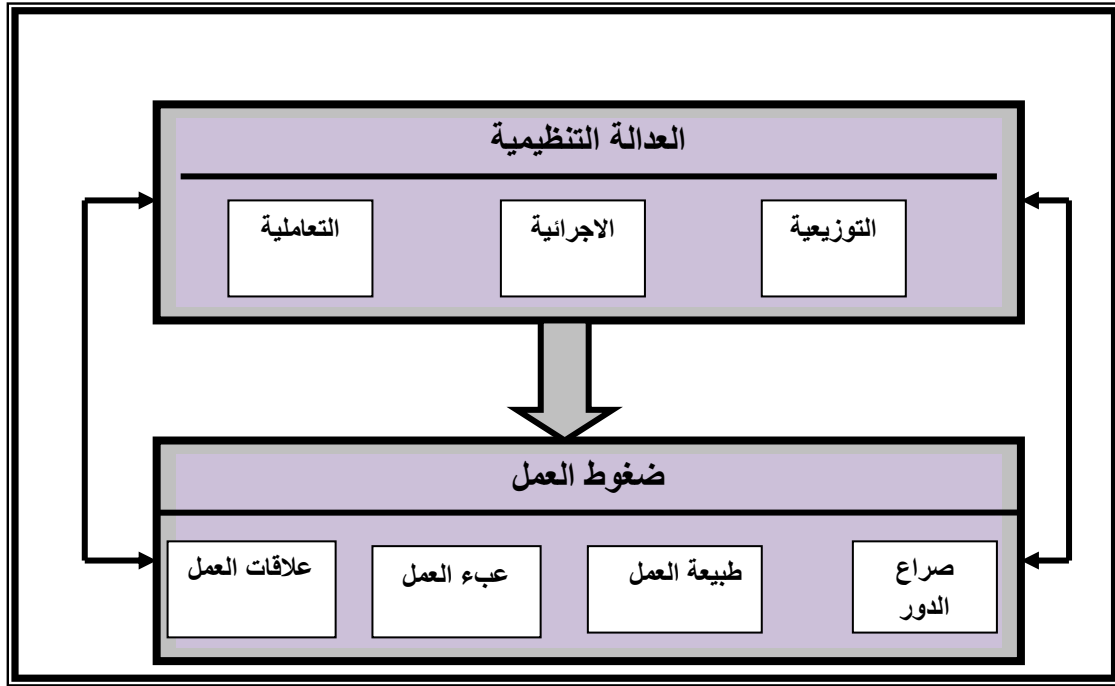 العدالة التنظيمية
التوزيعية
الاجرائية
التعاملية
ضغوط العمل
صراع
الدور
طبيعة العمل
عبء العمل
علاقات العمل